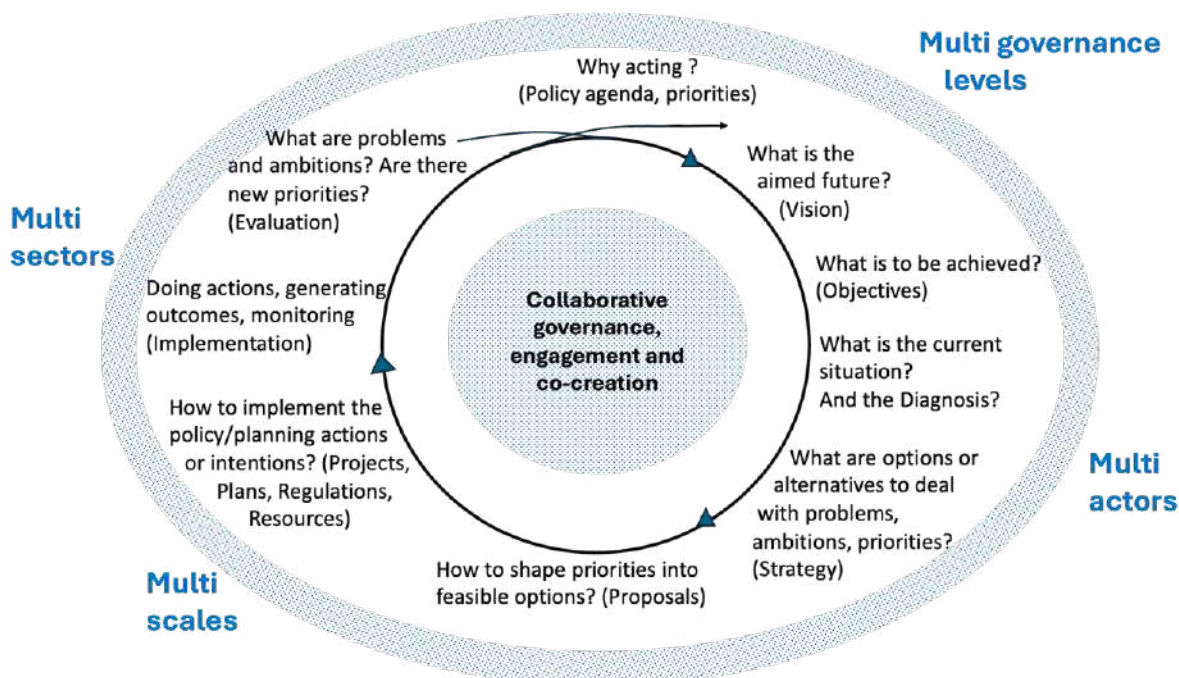 Multi governance
levels
Why acting ?
(Policy agenda, priorities)
What is the
aimed future?
(Vision)
What is to be achieved?
(Objectives)
What is the current
situation?
And the Diagnosis?
Multi
actors
What are options or
alternatives to deal
with problems,
ambitions, priorities?
(Strategy)
How to shape priorities into
feasible options? (Proposals)
Multi
scales
How to implement the
policy/planning actions
or intentions? (Projects,
Plans, Regulations,
Resources)
Doing actions, generating
outcomes, monitoring
(Implementation)
Multi
sectors
What are problems
and ambitions? Are there
new priorities?
(Evaluation)
Collaborative
governance,
engagement and
co-creation